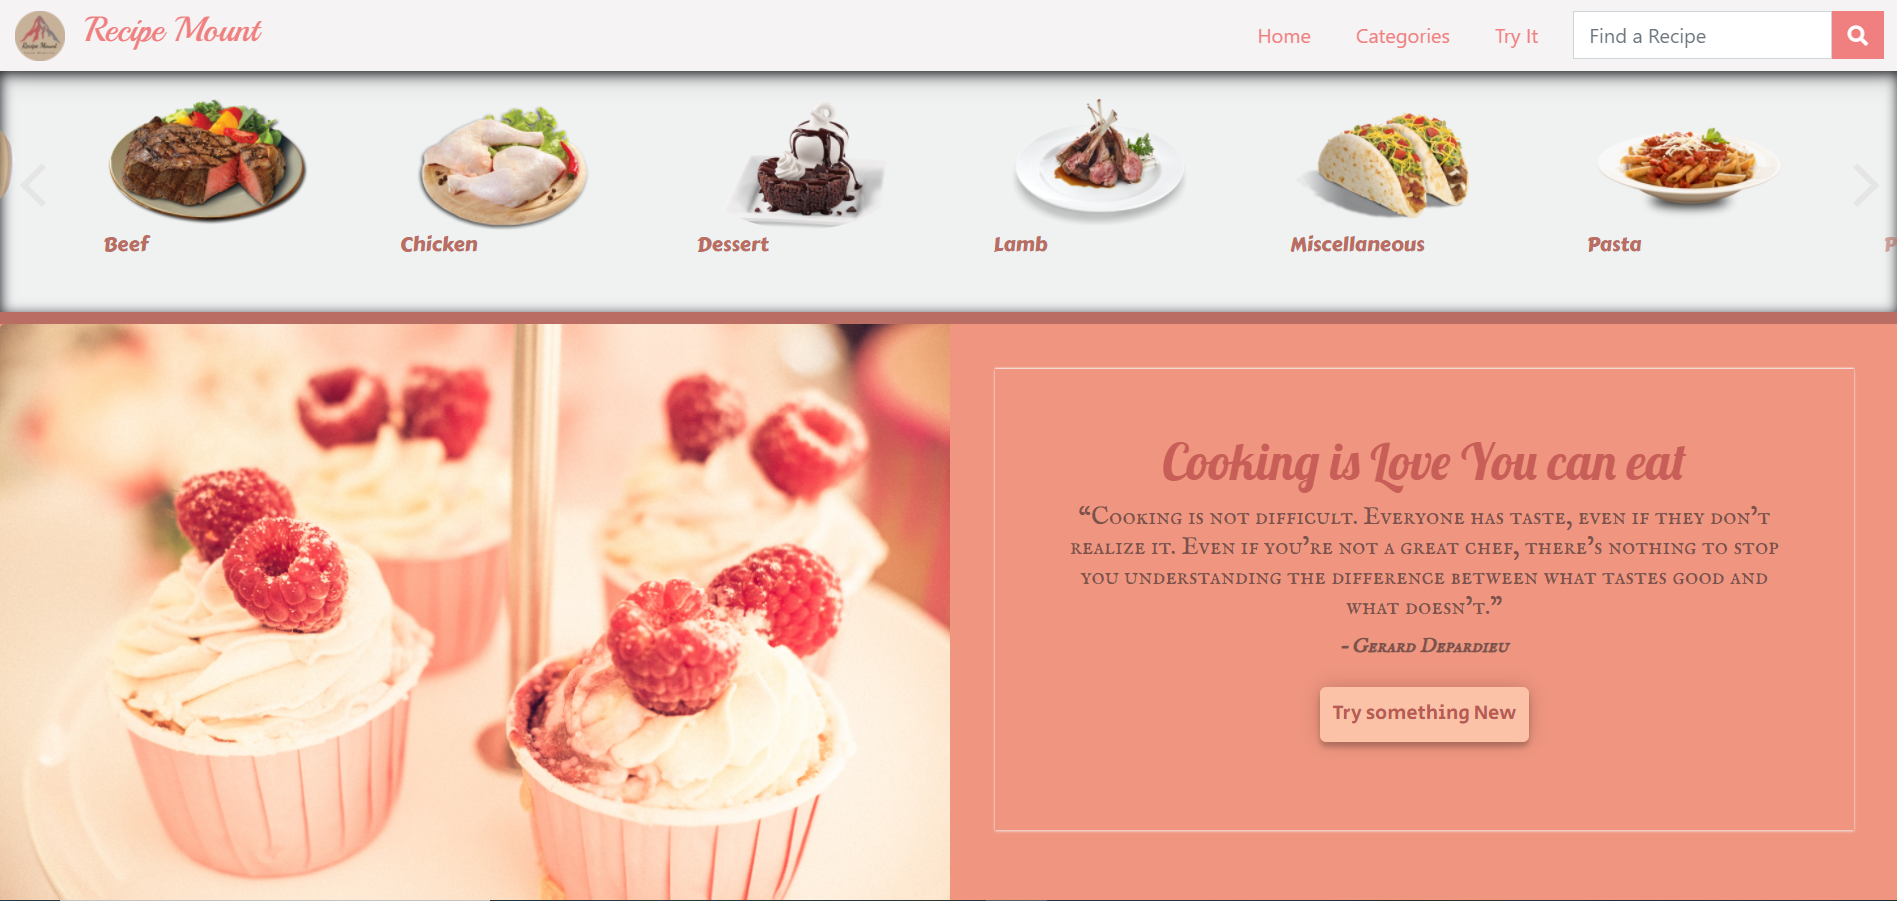 Recipe Mount
Recipe Mount
Home
Categories
Try It
Find a Recipe
Beef
Chicken
Dessert
Lamb
Miscellaneous
Pasta
P
Cooking is Love You can eat
“Cooking is not difficult. Everyone has taste, even if they don’t
realize it. Even if you’re not a great chef, there’s nothing to stop
you understanding the difference between what tastes good and
what doesn’t.”
- Gerard Depardieu
Try something New